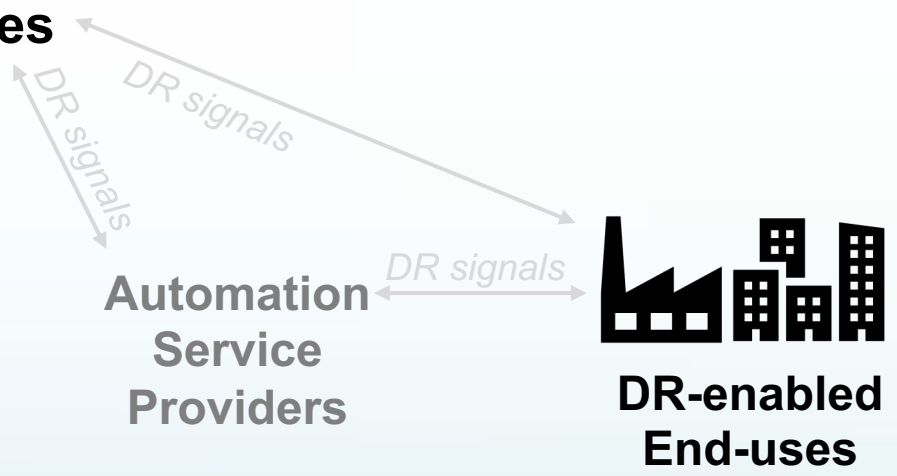 es
DR signals
DR signals
DR signals
Automation
Service
Providers
DR-enabled
End-uses